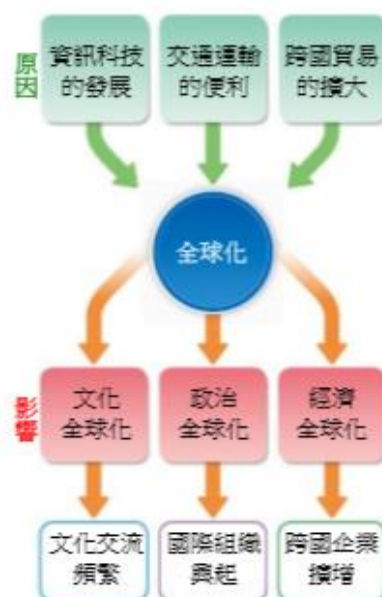 原因
資訊科技
的發展
交通運輸
的便利
跨國貿易
的擴大
全球化
影響
文化
全球化
政治
全球化
經濟
全球化
文化交流
頻繁
國際組織
興起
跨國企業
擴增